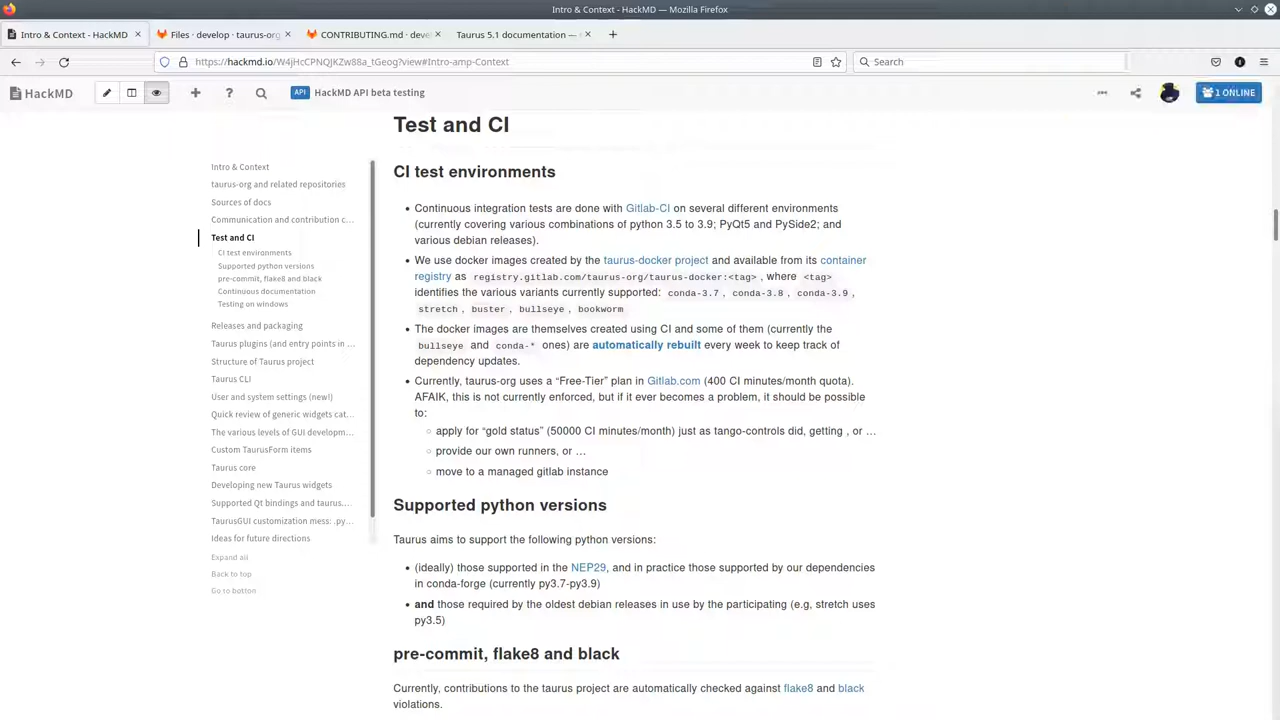 Intro & Context - HackMD — Mozilla Firefox
Intro & Context - HackMD
Files · develop · taurus-org
CONTRIBUTING.md · deve
Taurus 5.1 documentation —
https://hackmd.io/W4jHcCPNQJKZw88a_tGeog?view#Intro-amp-Context
Search
HackMD
API HackMD API beta testing
1 ONLINE
Test and CI
Intro & Context
taurus-org and related repositories
Sources of docs
Communication and contribution c…
Test and CI
CI test environments
Supported python versions
pre-commit, flake8 and black
Continuous documentation
Testing on windows
Releases and packaging
Taurus plugins (and entry points in …
Structure of Taurus project
Taurus CLI
User and system settings (new!)
Quick review of generic widgets cat…
The various levels of GUI developm…
Custom TaurusForm items
Taurus core
Developing new Taurus widgets
Supported Qt bindings and taurus.…
TaurusGUI customization mess: .py…
Ideas for future directions
Expand all
Back to top
Go to bottom
CI test environments
• Continuous integration tests are done with Gitlab-CI on several different environments
(currently covering various combinations of python 3.5 to 3.9; PyQt5 and PySide2; and
various debian releases).
• We use docker images created by the taurus-docker project and available from its container
registry as registry.gitlab.com/taurus-org/taurus-docker:<tag> , where <tag>
identifies the various variants currently supported: conda-3.7 , conda-3.8 , conda-3.9 ,
stretch , buster , bullseye , bookworm
• The docker images are themselves created using CI and some of them (currently the
bullseye and conda-* ones) are automatically rebuilt every week to keep track of
dependency updates.
• Currently, taurus-org uses a “Free-Tier” plan in Gitlab.com (400 CI minutes/month quota).
AFAIK, this is not currently enforced, but if it ever becomes a problem, it should be possible
to:
○ apply for “gold status” (50000 CI minutes/month) just as tango-controls did, getting , or …
○ provide our own runners, or …
○ move to a managed gitlab instance
Supported python versions
Taurus aims to support the following python versions:
• (ideally) those supported in the NEP29, and in practice those supported by our dependencies
in conda-forge (currently py3.7-py3.9)
• and those required by the oldest debian releases in use by the participating (e.g, stretch uses
py3.5)
pre-commit, flake8 and black
Currently, contributions to the taurus project are automatically checked against flake8 and black
violations.